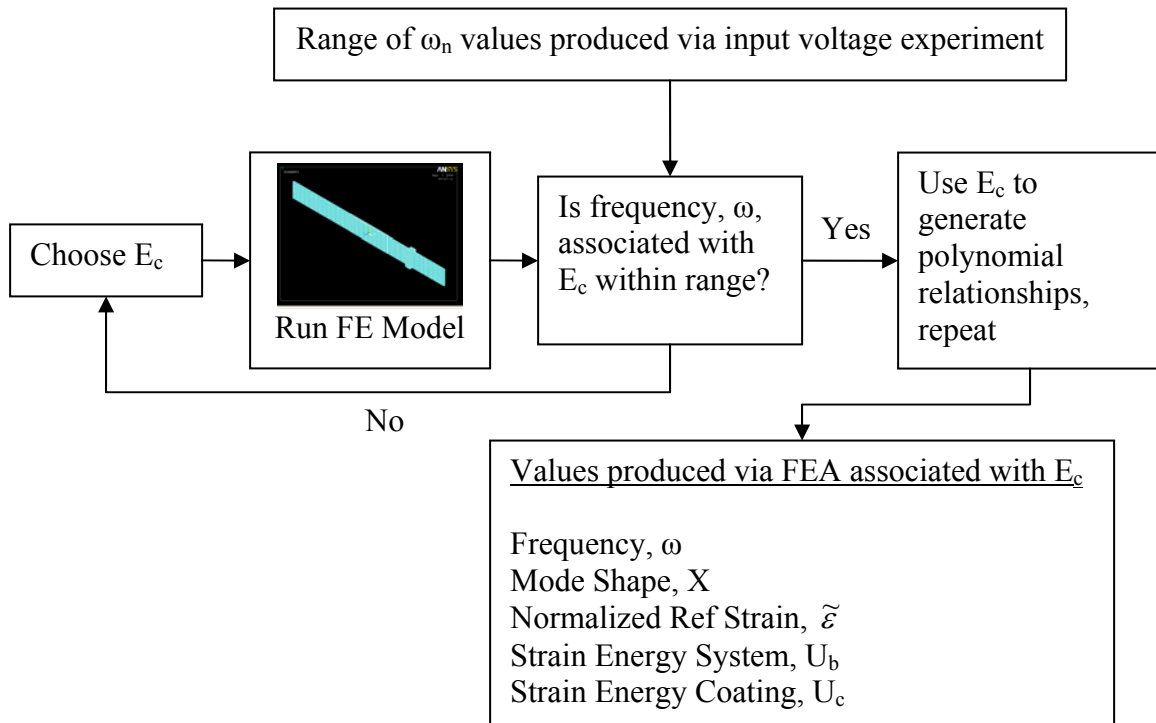 Range of ωn values produced via input voltage experiment
Choose Ec
ANSYS
Run FE Model
Is frequency, ω,
associated with
Ec within range?
Yes
No
Use Ec to
generate
polynomial
relationships,
repeat
Values produced via FEA associated with Ec
Frequency, ω
Mode Shape, X
Normalized Ref Strain, ε̃
Strain Energy System, Ub
Strain Energy Coating, Uc